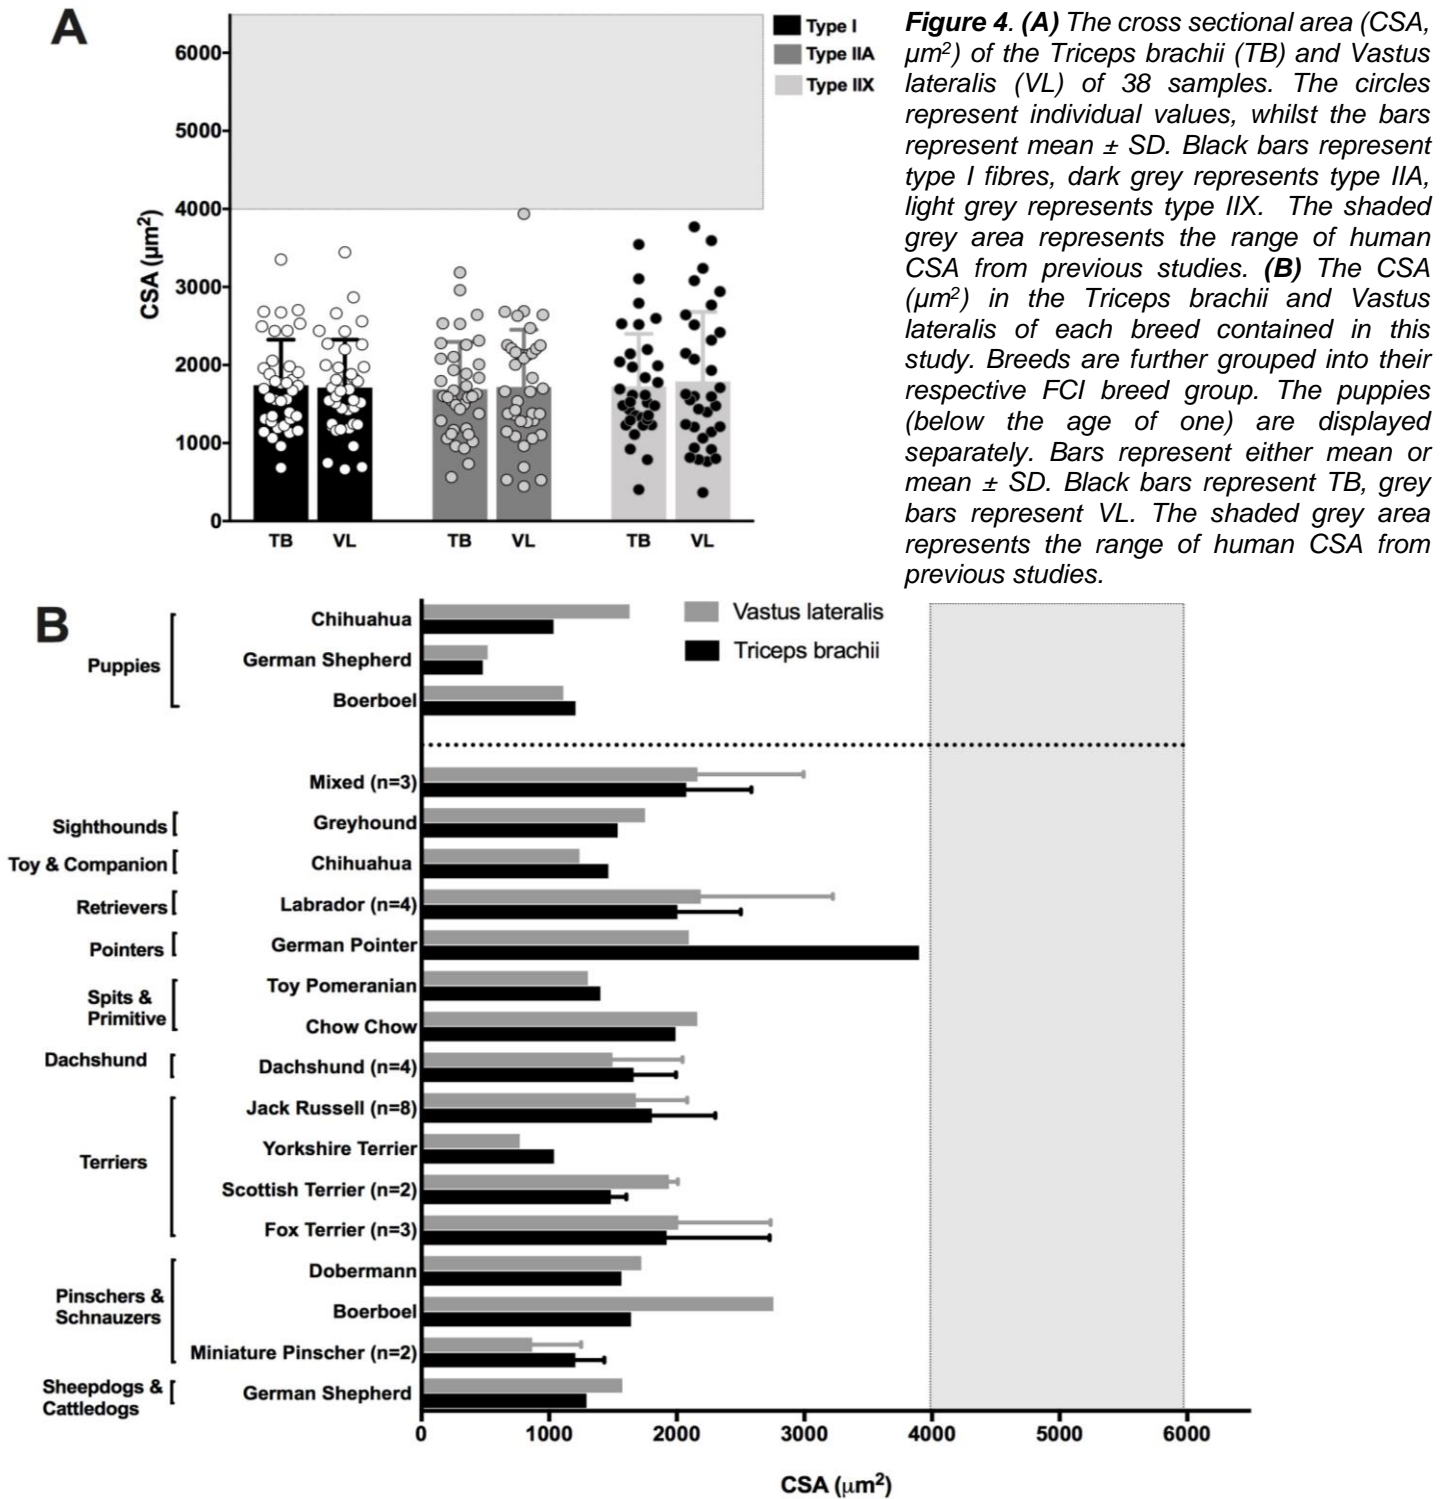 A
6000
5000
4000
3000
2000
1000
0
CSA (µm²)
TB
VL
TB
VL
TB
VL
Type I
Type IIA
Type IIX
Figure 4. (A) The cross sectional area (CSA,
µm²) of the Triceps brachii (TB) and Vastus
lateralis (VL) of 38 samples. The circles
represent individual values, whilst the bars
represent mean ± SD. Black bars represent
type I fibres, dark grey represents type IIA,
light grey represents type IIX. The shaded
grey area represents the range of human
CSA from previous studies. (B) The CSA
(µm²) in the Triceps brachii and Vastus
lateralis of each breed contained in this
study. Breeds are further grouped into their
respective FCI breed group. The puppies
(below the age of one) are displayed
separately. Bars represent either mean or
mean ± SD. Black bars represent TB, grey
bars represent VL. The shaded grey area
represents the range of human CSA from
previous studies.
B
Vastus lateralis
Triceps brachii
Puppies
Chihuahua
German Shepherd
Boerboel
Mixed (n=3)
Sighthounds
Greyhound
Toy & Companion
Chihuahua
Retrievers
Labrador (n=4)
Pointers
German Pointer
Spits &
Primitive
Toy Pomeranian
Chow Chow
Dachshund
Dachshund (n=4)
Terriers
Jack Russell (n=8)
Yorkshire Terrier
Scottish Terrier (n=2)
Fox Terrier (n=3)
Pinschers &
Schnauzers
Dobermann
Boerboel
Miniature Pinscher (n=2)
Sheepdogs &
Cattledogs
German Shepherd
0
1000
2000
3000
4000
5000
6000
CSA (µm²)